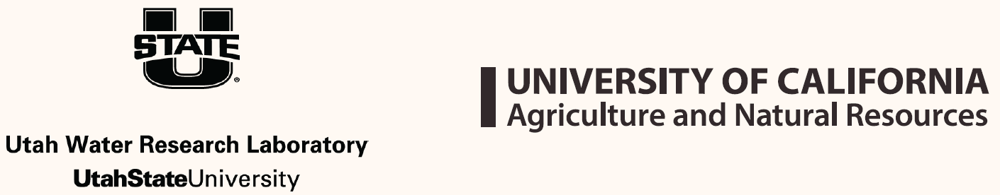 U
STATE
®
Utah Water Research Laboratory
UtahStateUniversity
UNIVERSITY OF CALIFORNIA
Agriculture and Natural Resources